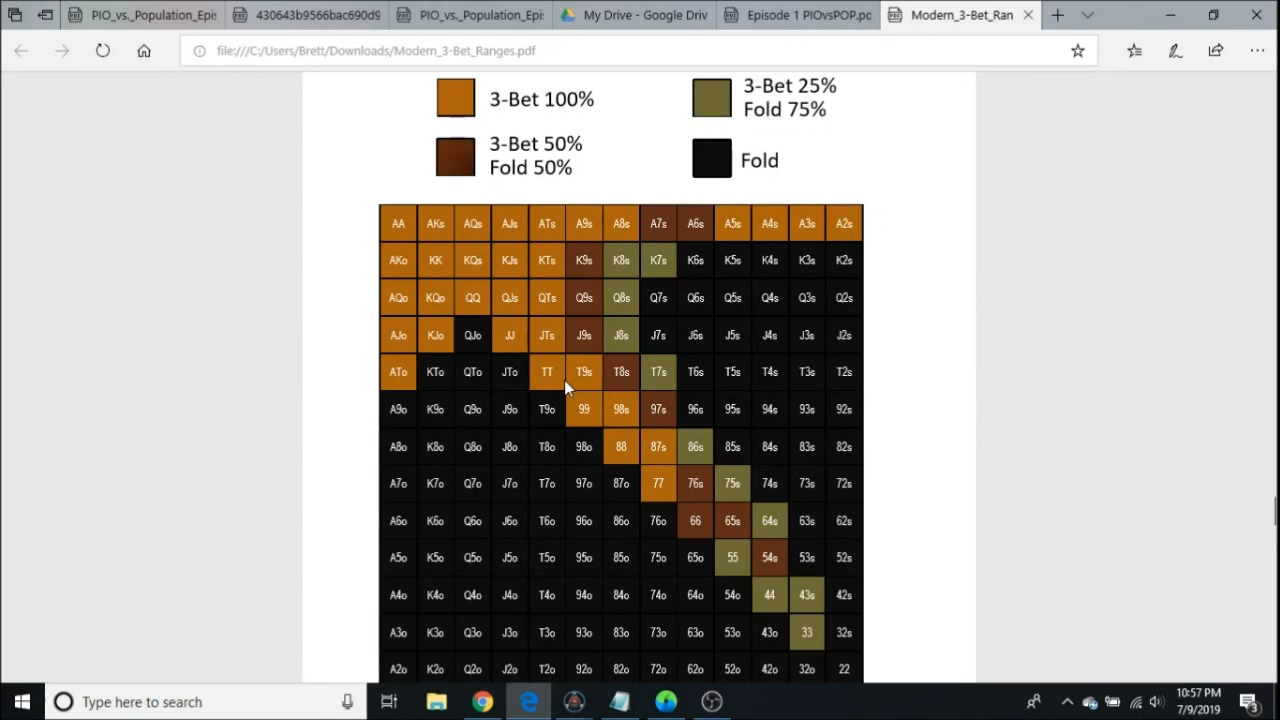 PIO_vs._Population_Epi
430643b9566bac690d9
PIO_vs._Population_Epi
My Drive - Google Driv
Episode 1 PIOvsPOP.pc
Modern_3-Bet_Ran
file:///C:/Users/Brett/Downloads/Modern_3-Bet_Ranges.pdf
3-Bet 100%
3-Bet 25%
Fold 75%
3-Bet 50%
Fold 50%
Fold
AA AKs AQs AJs ATs A9s A8s A7s A6s A5s A4s A3s A2s
AKo KK KQs KJs KTs K9s K8s K7s K6s K5s K4s K3s K2s
AQo KQo QQ QJs QTs Q9s Q8s Q7s Q6s Q5s Q4s Q3s Q2s
AJo KJo QJo JJ JTs J9s J8s J7s J6s J5s J4s J3s J2s
ATo KTo QTo JTo TT T9s T8s T7s T6s T5s T4s T3s T2s
A9o K9o Q9o J9o T9o 99 98s 97s 96s 95s 94s 93s 92s
A8o K8o Q8o J8o T8o 98o 88 87s 86s 85s 84s 83s 82s
A7o K7o Q7o J7o T7o 97o 87o 77 76s 75s 74s 73s 72s
A6o K6o Q6o J6o T6o 96o 86o 76o 66 65s 64s 63s 62s
A5o K5o Q5o J5o T5o 95o 85o 75o 65o 55 54s 53s 52s
A4o K4o Q4o J4o T4o 94o 84o 74o 64o 54o 44 43s 42s
A3o K3o Q3o J3o T3o 93o 83o 73o 63o 53o 43o 33 32s
A2o K2o Q2o J2o T2o 92o 82o 72o 62o 52o 42o 32o 22
Type here to search
10:57 PM
7/9/2019
3